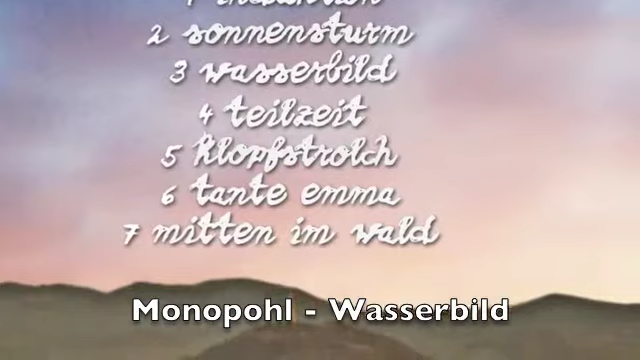 2 sonnensturm
3 wasserbild
4 teilzeit
5 klopfstrolch
6 tante emma
7 mitten im wald
Monopohl - Wasserbild